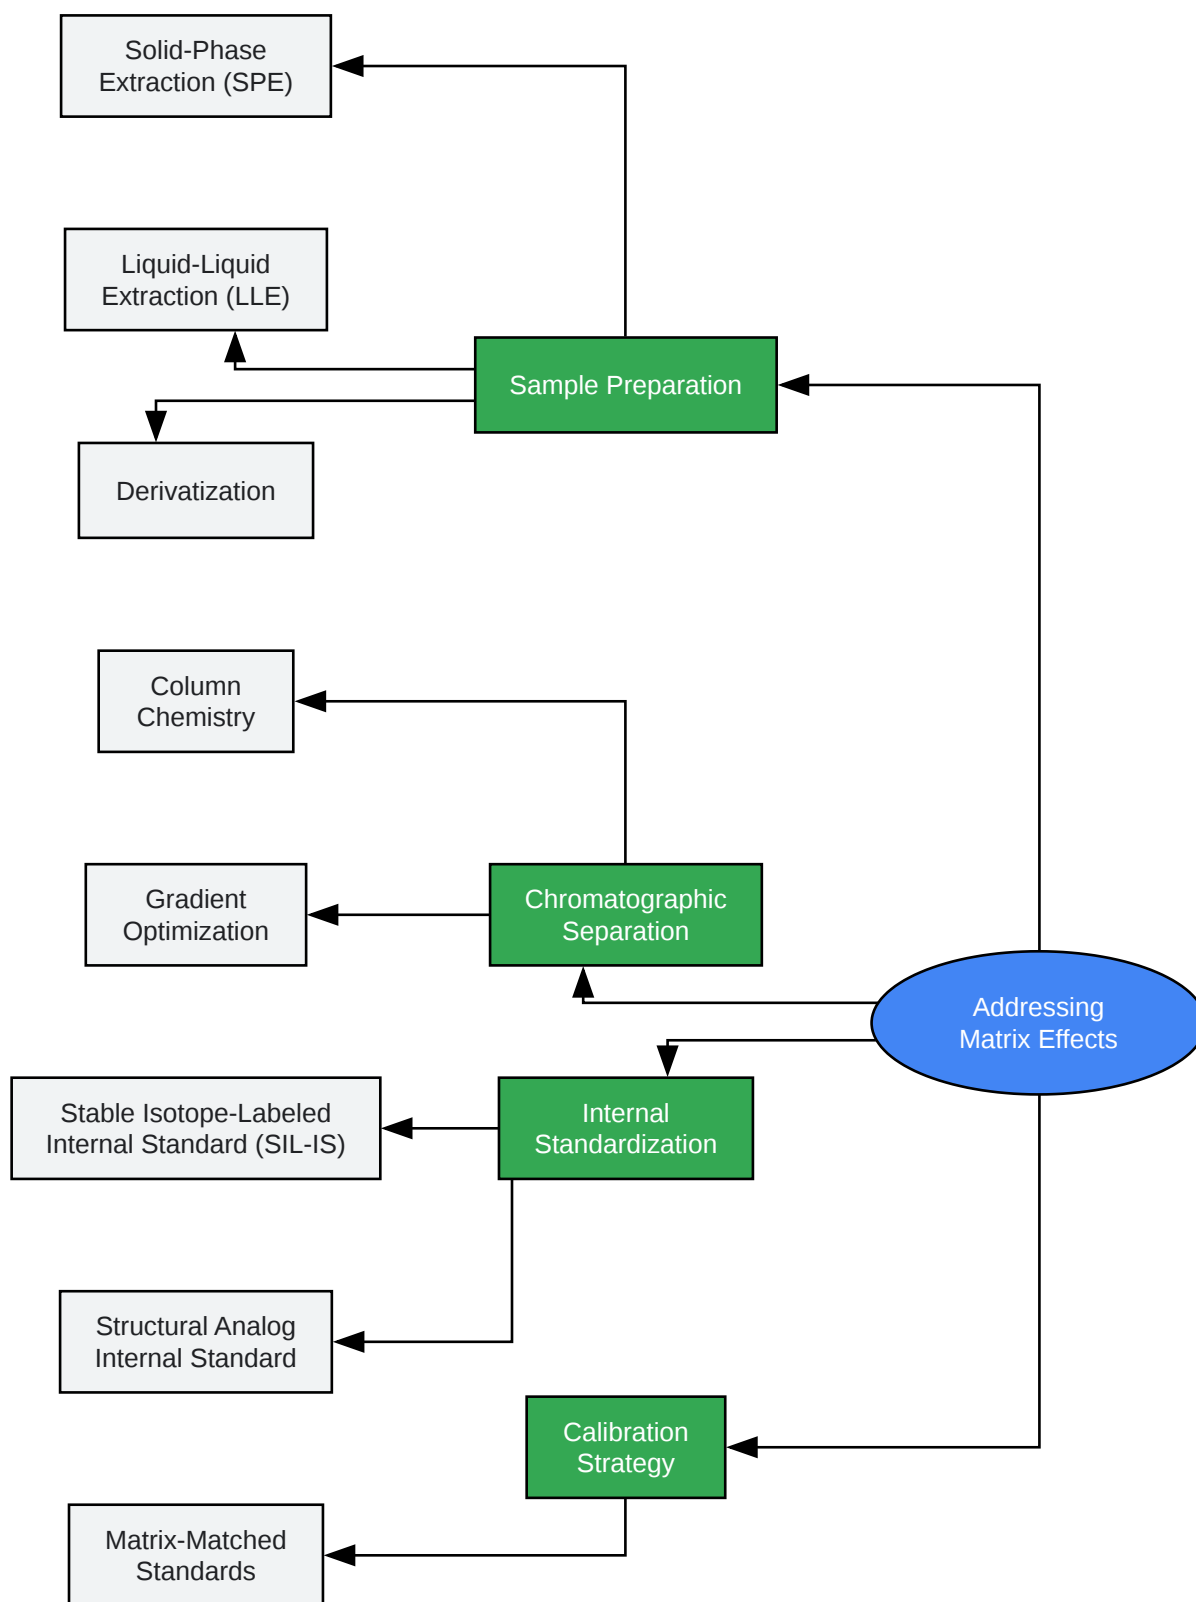 Solid-Phase
Extraction (SPE)
Liquid-Liquid
Extraction (LLE)
Sample Preparation
Derivatization
Column
Chemistry
Gradient
Optimization
Chromatographic
Separation
Addressing
Matrix Effects
Stable Isotope-Labeled
Internal Standard (SIL-IS)
Internal
Standardization
Structural Analog
Internal Standard
Calibration
Strategy
Matrix-Matched
Standards